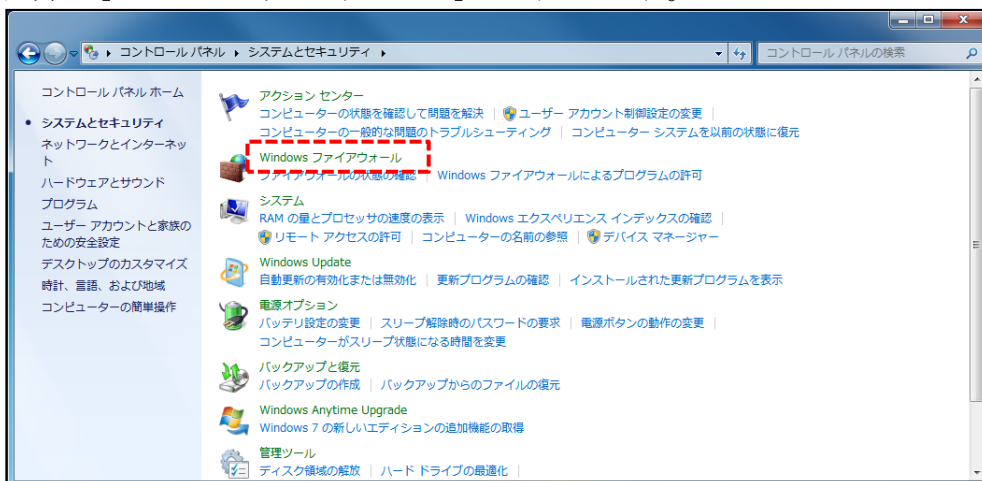 コントロール パネル ▸ システムとセキュリティ ▸
コントロール パネルの検索
コントロール パネル ホーム
システムとセキュリティ
ネットワークとインターネッ
ト
ハードウェアとサウンド
プログラム
ユーザー アカウントと家族の
ための安全設定
デスクトップのカスタマイズ
時計、言語、および地域
コンピューターの簡単操作
アクション センター
コンピューターの状態を確認して問題を解決 | ユーザー アカウント制御設定の変更 |
コンピューターの一般的な問題のトラブルシューティング | コンピューター システムを以前の状態に復元
Windows ファイアウォール
ファイアウォールの状態の確認 | Windows ファイアウォールによるプログラムの許可
システム
RAM の量とプロセッサの速度の表示 | Windows エクスペリエンス インデックスの確認 |
リモート アクセスの許可 | コンピューターの名前の参照 | デバイス マネージャー
Windows Update
自動更新の有効化または無効化 | 更新プログラムの確認 | インストールされた更新プログラムを表示
電源オプション
バッテリ設定の変更 | スリープ解除時のパスワードの要求 | 電源ボタンの動作の変更 |
コンピューターがスリープ状態になる時間を変更
バックアップと復元
バックアップの作成 | バックアップからのファイルの復元
Windows Anytime Upgrade
Windows 7 の新しいエディションの追加機能の取得
管理ツール
ディスク領域の解放 | ハード ドライブの最適化 |